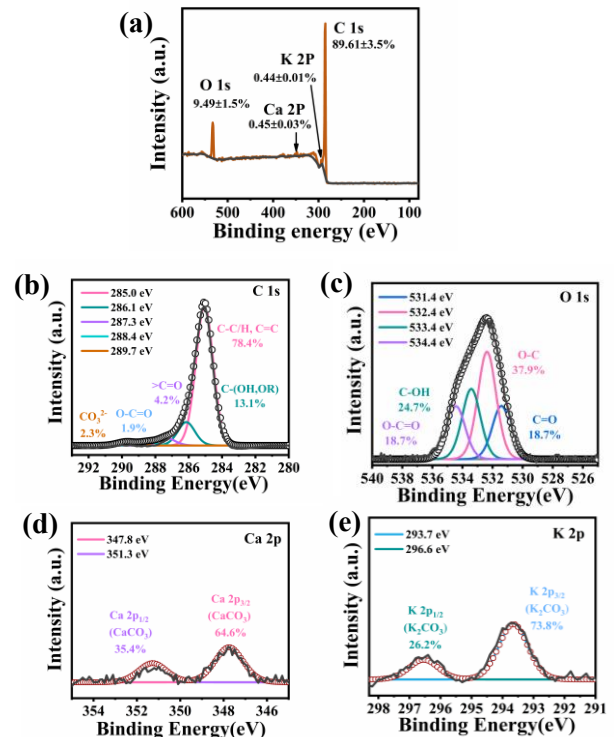 (a)
C 1s
89.61±3.5%
K 2P
0.44±0.01%
O 1s
9.49±1.5%
Ca 2P
0.45±0.03%
Intensity (a.u.)
600 500 400 300 200 100
Binding energy (eV)
(b)
C 1s
285.0 eV
286.1 eV
287.3 eV
288.4 eV
289.7 eV
C-C/H, C=C
78.4%
>C=O
4.2%
C-(OH,OR)
13.1%
O-C=O
1.9%
CO₃²⁻
2.3%
Intensity (a.u.)
292 290 288 286 284 282 280
Binding Energy(eV)
(c)
O 1s
531.4 eV
532.4 eV
533.4 eV
534.4 eV
O-C
37.9%
C-OH
24.7%
O-C=O
18.7%
C=O
18.7%
Intensity (a.u.)
540 535 530 525
Binding Energy(eV)
(d)
Ca 2p
347.8 eV
351.3 eV
Ca 2p₁/₂
(CaCO₃)
35.4%
Ca 2p₃/₂
(CaCO₃)
64.6%
Intensity (a.u.)
354 352 350 348 346
Binding Energy(eV)
(e)
K 2p
293.7 eV
296.6 eV
K 2p₁/₂
(K₂CO₃)
26.2%
K 2p₃/₂
(K₂CO₃)
73.8%
Intensity (a.u.)
298 297 296 295 294 293 292 291
Binding Energy(eV)